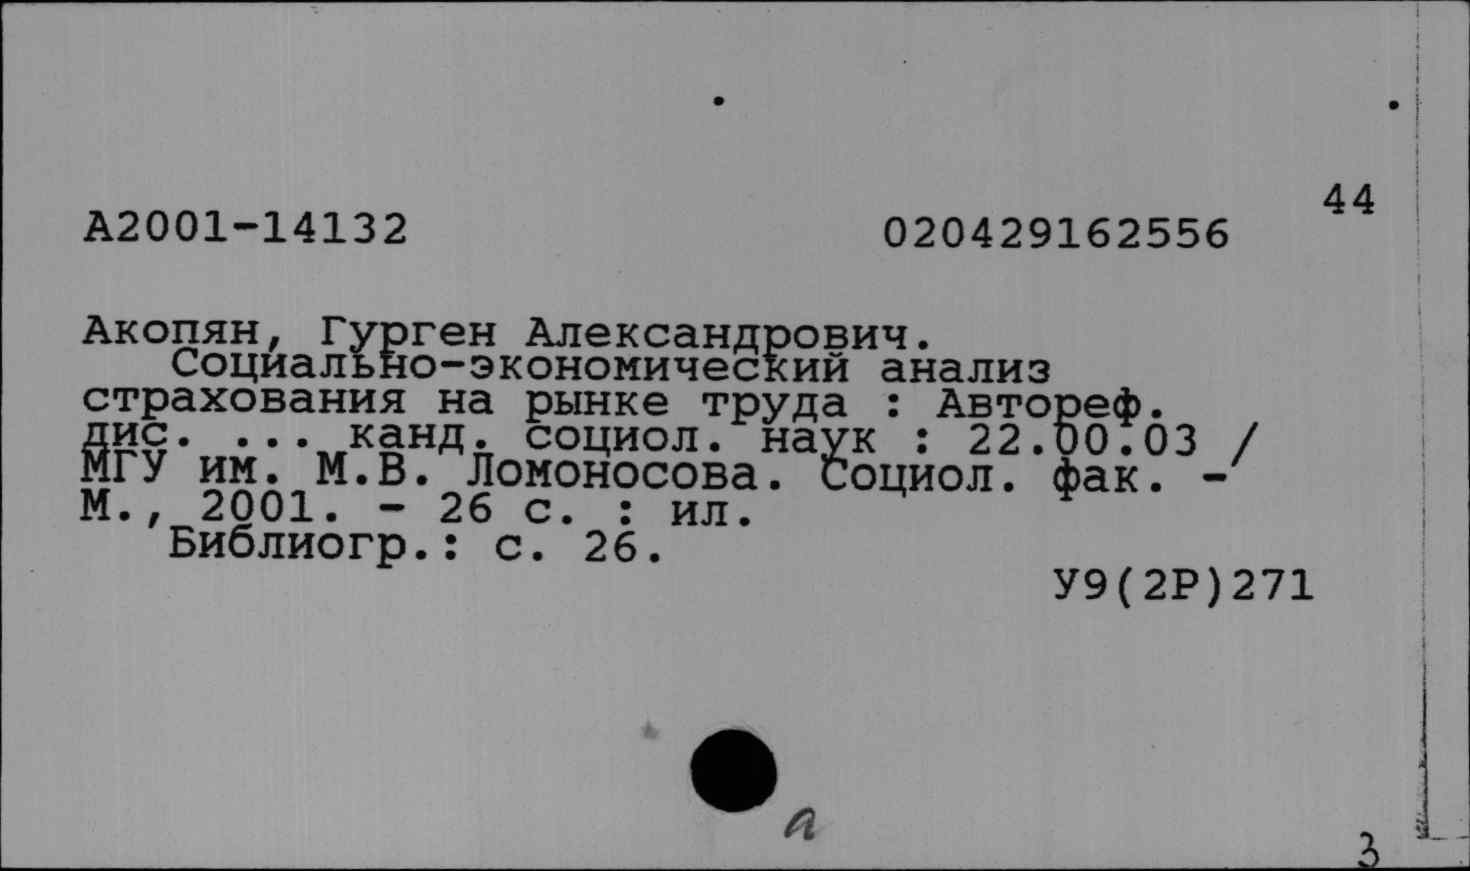 44
А2001-14132 020429162556
Акопян, Гурген Александрович.
Социально-экономический анализ
страхования на рынке труда : Автореф.
дис. ... канд. социол. наук : 22.00.03 /
МГУ им. М.В. Ломоносова. Социол. фак. -
М., 2001. - 26 с. : ил.
Библиогр.: с. 26.
У9(2Р)271
а
3